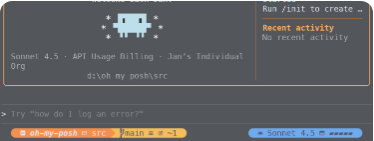 Run /init to create …
Recent activity
No recent activity
Sonnet 4.5 · API Usage Billing · Jan's Individual
Org
d:\oh my posh\src
> Try "how do I log an error?"
oh-my-posh src main ≡ ~1
Sonnet 4.5